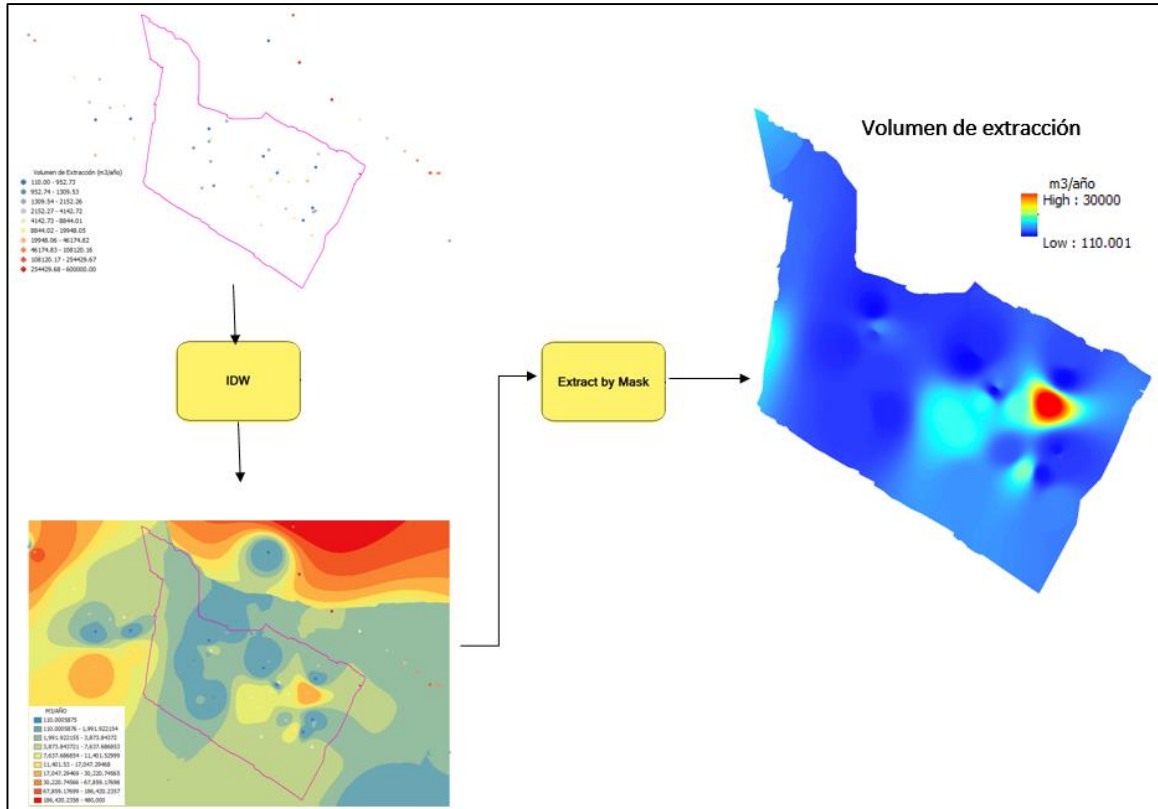 Volumen de Extracción (m3/año)
110.00 - 952.73
952.74 - 1309.53
1309.54 - 2152.26
2152.27 - 4142.72
4142.73 - 8844.01
8844.02 - 19948.05
19948.06 - 46174.82
46174.83 - 108120.16
108120.17 - 254429.67
254429.68 - 600000.00
IDW
Extract by Mask
Volumen de extracción
m3/año
High : 30000
Low : 110.001
M3/AÑO
110.0005875
110.0005876 - 1,991.922154
1,991.922155 - 3,873.84372
3,873.843721 - 7,637.686853
7,637.686854 - 11,401.52999
11,401.53 - 17,047.29468
17,047.29469 - 30,220.74565
30,220.74566 - 67,859.17698
67,859.17699 - 186,420.2357
186,420.2358 - 480,000